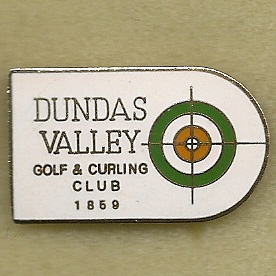 DUNDAS
VALLEY
GOLF & CURLING
CLUB
1859